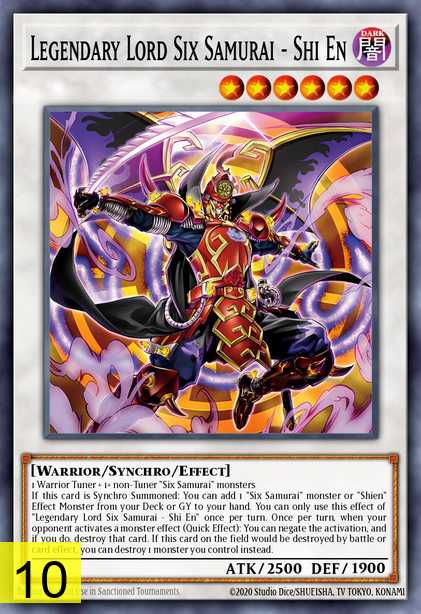 Legendary Lord Six Samurai - Shi En
DARK
闇
[Warrior/Synchro/Effect]
1 Warrior Tuner + 1+ non-Tuner "Six Samurai" monsters
If this card is Synchro Summoned: You can add 1 "Six Samurai" monster or "Shien"
Effect Monster from your Deck or GY to your hand. You can only use this effect of
"Legendary Lord Six Samurai - Shi En" once per turn. Once per turn, when your
opponent activates a monster effect (Quick Effect): You can negate the activation, and
if you do, destroy that card. If this card on the field would be destroyed by battle or
card effect, you can destroy 1 monster you control instead.
ATK/2500 DEF/1900
10
Use in Sanctioned Tournaments.
©2020 Studio Dice/SHUEISHA, TV TOKYO, KONAMI